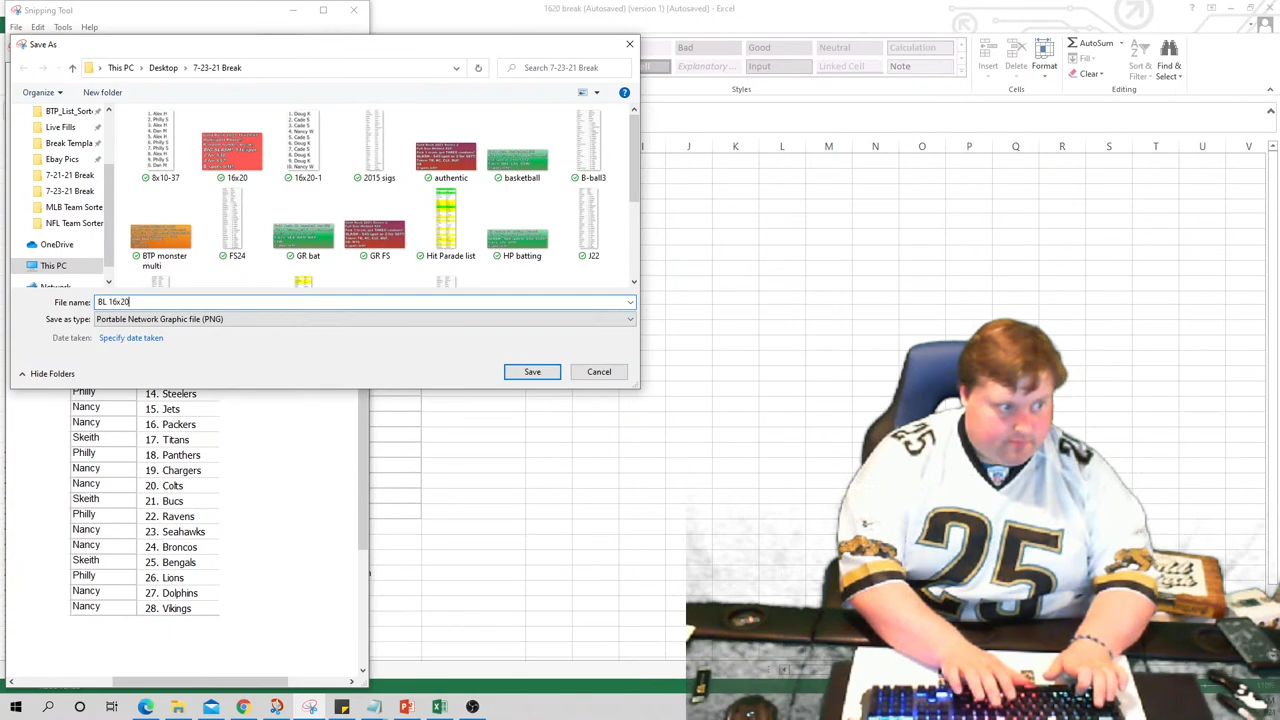 Snipping Tool
1620 break (Autosaved) (version 1) [Autosaved] - Excel
File Edit Tools Help
Save As
Bad Good Neutral Calculation
Explanatory ... Input Linked Cell Note
Styles
Insert Delete Format
Cells
AutoSum
Fill
Clear
Sort & Filter Find & Select
Editing
This PC Desktop 7-23-21 Break
Search 7-23-21 Break
Organize New folder
BTP_List_Sort
Live Fills
Break Templa
Ebay Pics
7-21-21 Break
7-23-21 Break
MLB Team Sorte
NFL Team Sorter
OneDrive
This PC
Network
8x10-37 16x20 16x20-1 2015 sigs authentic basketball B-ball3
BTP monster multi FS24 GR bat GR FS Hit Parade list HP batting J22
File name: BL 16x20
Save as type: Portable Network Graphic file (PNG)
Date taken: Specify date taken
Hide Folders
Save Cancel
J K L M N O P Q R S T U V
Philly 14. Steelers
Nancy 15. Jets
Nancy 16. Packers
Skeith 17. Titans
Philly 18. Panthers
Nancy 19. Chargers
Nancy 20. Colts
Skeith 21. Bucs
Philly 22. Ravens
Nancy 23. Seahawks
Nancy 24. Broncos
Skeith 25. Bengals
Philly 26. Lions
Nancy 27. Dolphins
Nancy 28. Vikings
25
25